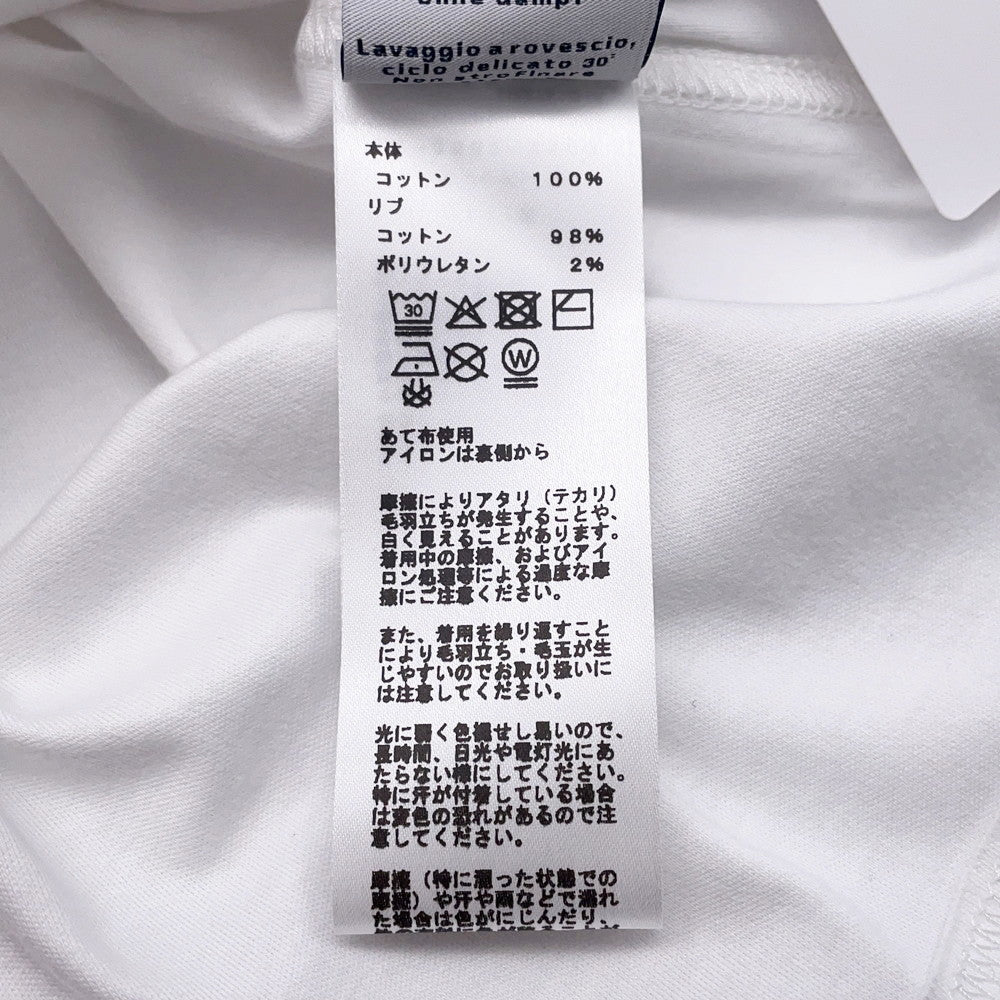 ohne dampf
Lavaggio a rovescio,
ciclo delicato 30°
Non strofinare
本体
コットン 100%
リブ
コットン 98%
ポリウレタン 2%
30
W
あて布使用
アイロンは裏側から
摩擦によりアタリ（テカリ）
毛羽立ちが発生することや、
白く見えることがあります。
着用中の摩擦、およびアイ
ロン処理等による過度な摩
擦にご注意ください。
また、着用を繰り返すこと
により毛羽立ち・毛玉が生
じやすいのでお取り扱いに
は注意してください。
光に弱く色褪せし易いので、
長時間、日光や電灯光にあ
たらない様にしてください。
特に汗が付着している場合
は変色の恐れがあるので注
意してください。
摩擦（特に湿った状態での
摩擦）や汗や雨などで濡れ
た場合は色がにじんだり、